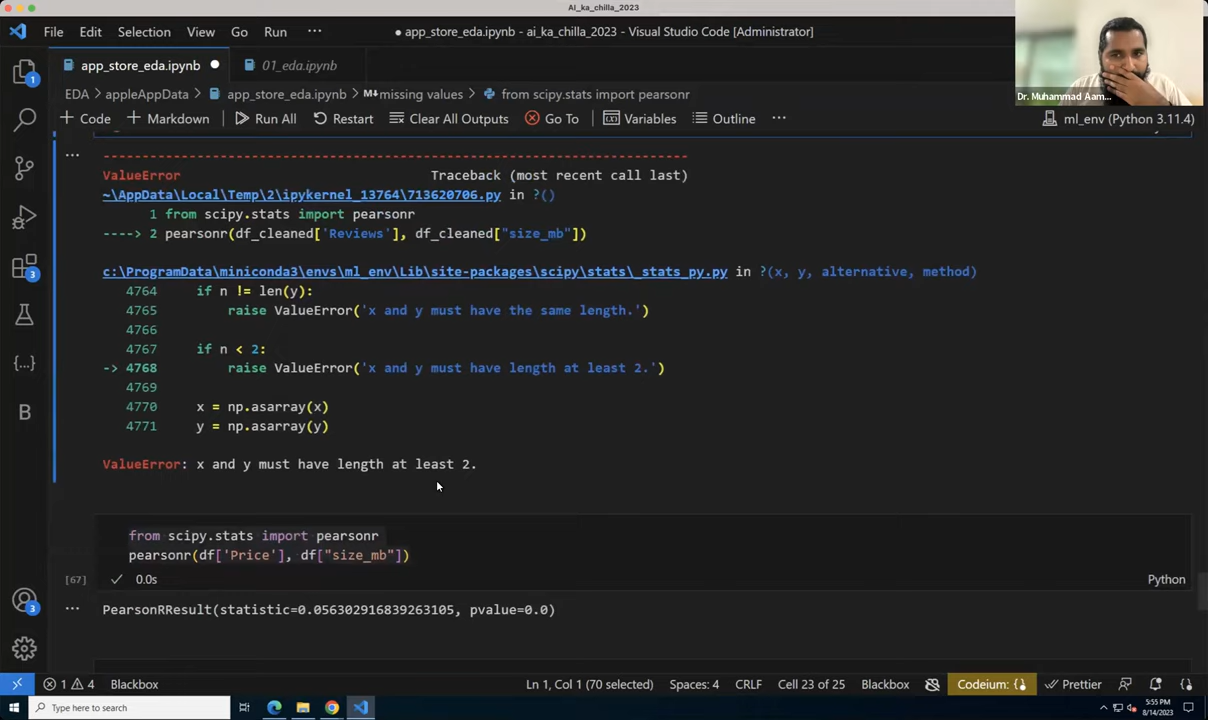 AI_ka_chilla_2023
File Edit Selection View Go Run ··· ● app_store_eda.ipynb - ai_ka_chilla_2023 - Visual Studio Code [Administrator]
app_store_eda.ipynb ● 01_eda.ipynb
EDA > appleAppData > app_store_eda.ipynb > M↓missing values > from scipy.stats import pearsonr
Dr. Muhammad Aam...
+ Code + Markdown Run All Restart Clear All Outputs Go To Variables Outline ··· ml_env (Python 3.11.4)
---------------------------------------------------------------------------
ValueError Traceback (most recent call last)
~\AppData\Local\Temp\2\ipykernel_13764\713620706.py in ?()
1 from scipy.stats import pearsonr
----> 2 pearsonr(df_cleaned['Reviews'], df_cleaned["size_mb"])
c:\ProgramData\miniconda3\envs\ml_env\Lib\site-packages\scipy\stats\_stats_py.py in ?(x, y, alternative, method)
4764 if n != len(y):
4765 raise ValueError('x and y must have the same length.')
4766
4767 if n < 2:
-> 4768 raise ValueError('x and y must have length at least 2.')
4769
4770 x = np.asarray(x)
4771 y = np.asarray(y)
ValueError: x and y must have length at least 2.
from scipy.stats import pearsonr
pearsonr(df['Price'], df["size_mb"])
[67] ✓ 0.0s Python
··· PearsonRResult(statistic=0.056302916839263105, pvalue=0.0)
1 4 Blackbox Ln 1, Col 1 (70 selected) Spaces: 4 CRLF Cell 23 of 25 Blackbox Codeium: {} Prettier
Type here to search
5:55 PM
8/14/2023
1
3
{...}
B
3